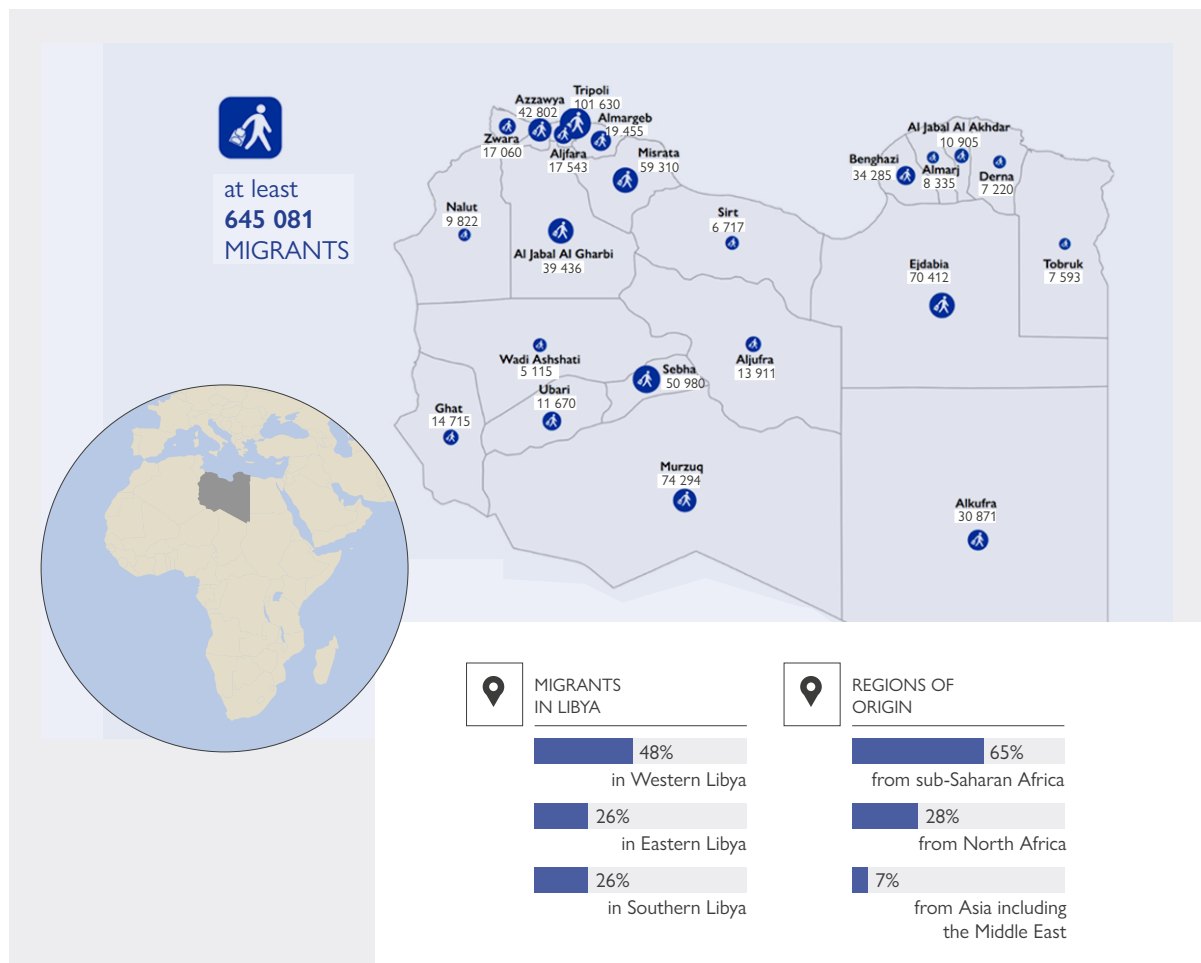 at least
645 081
MIGRANTS
Tripoli
101 630
Azzawya
42 802
Almargeb
19 455
Zwara
17 060
Aljfara
17 543
Misrata
59 310
Nalut
9 822
Al Jabal Al Gharbi
39 436
Sirt
6 717
Al Jabal Al Akhdar
10 905
Benghazi
34 285
Almarj
8 335
Derna
7 220
Ejdabia
70 412
Tobruk
7 593
Wadi Ashshati
5 115
Sebha
50 980
Aljufra
13 911
Ubari
11 670
Ghat
14 715
Murzuq
74 294
Alkufra
30 871
MIGRANTS
IN LIBYA
48%
in Western Libya
26%
in Eastern Libya
26%
in Southern Libya
REGIONS OF
ORIGIN
65%
from sub-Saharan Africa
28%
from North Africa
7%
from Asia including
the Middle East